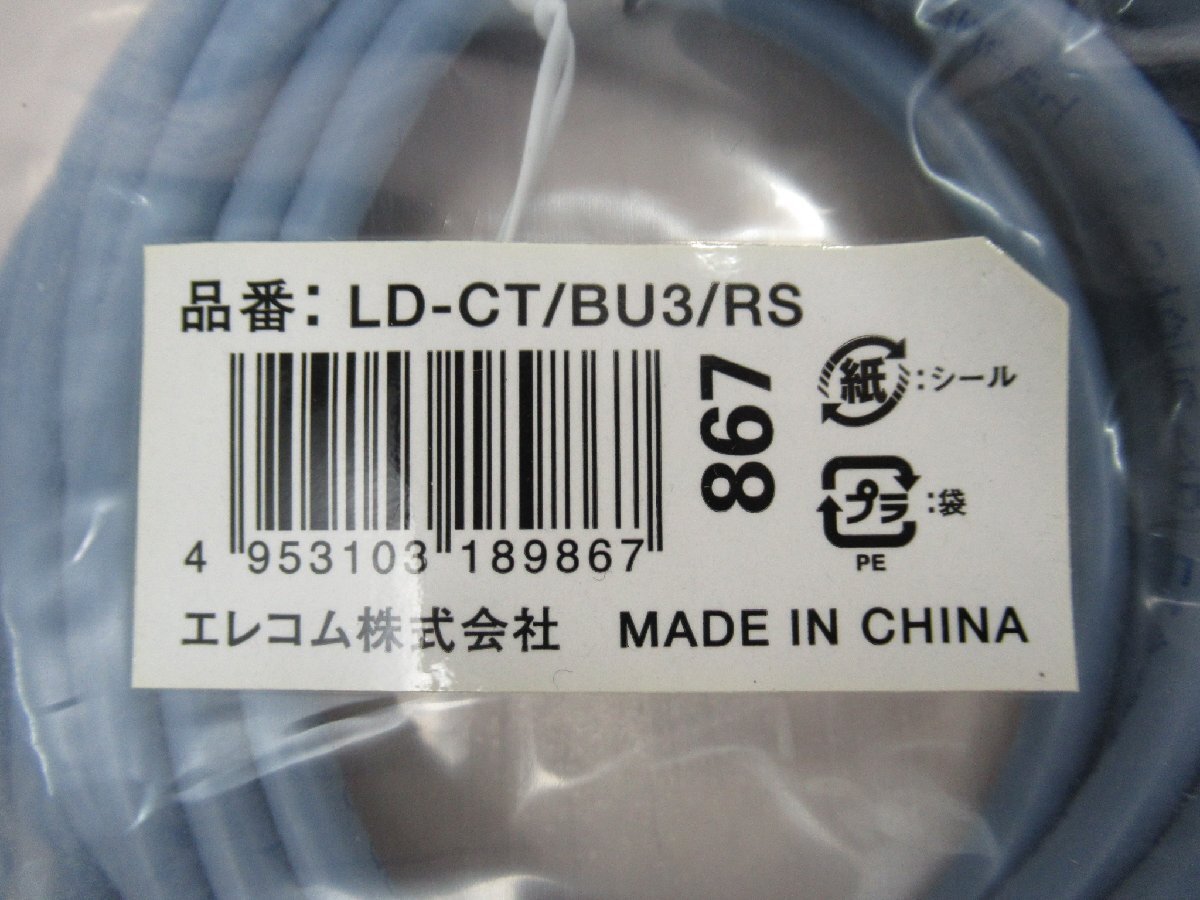 品番: LD-CT/BU3/RS
867
紙:シール
プラ:袋
PE
4 953103 189867
エレコム株式会社 MADE IN CHINA